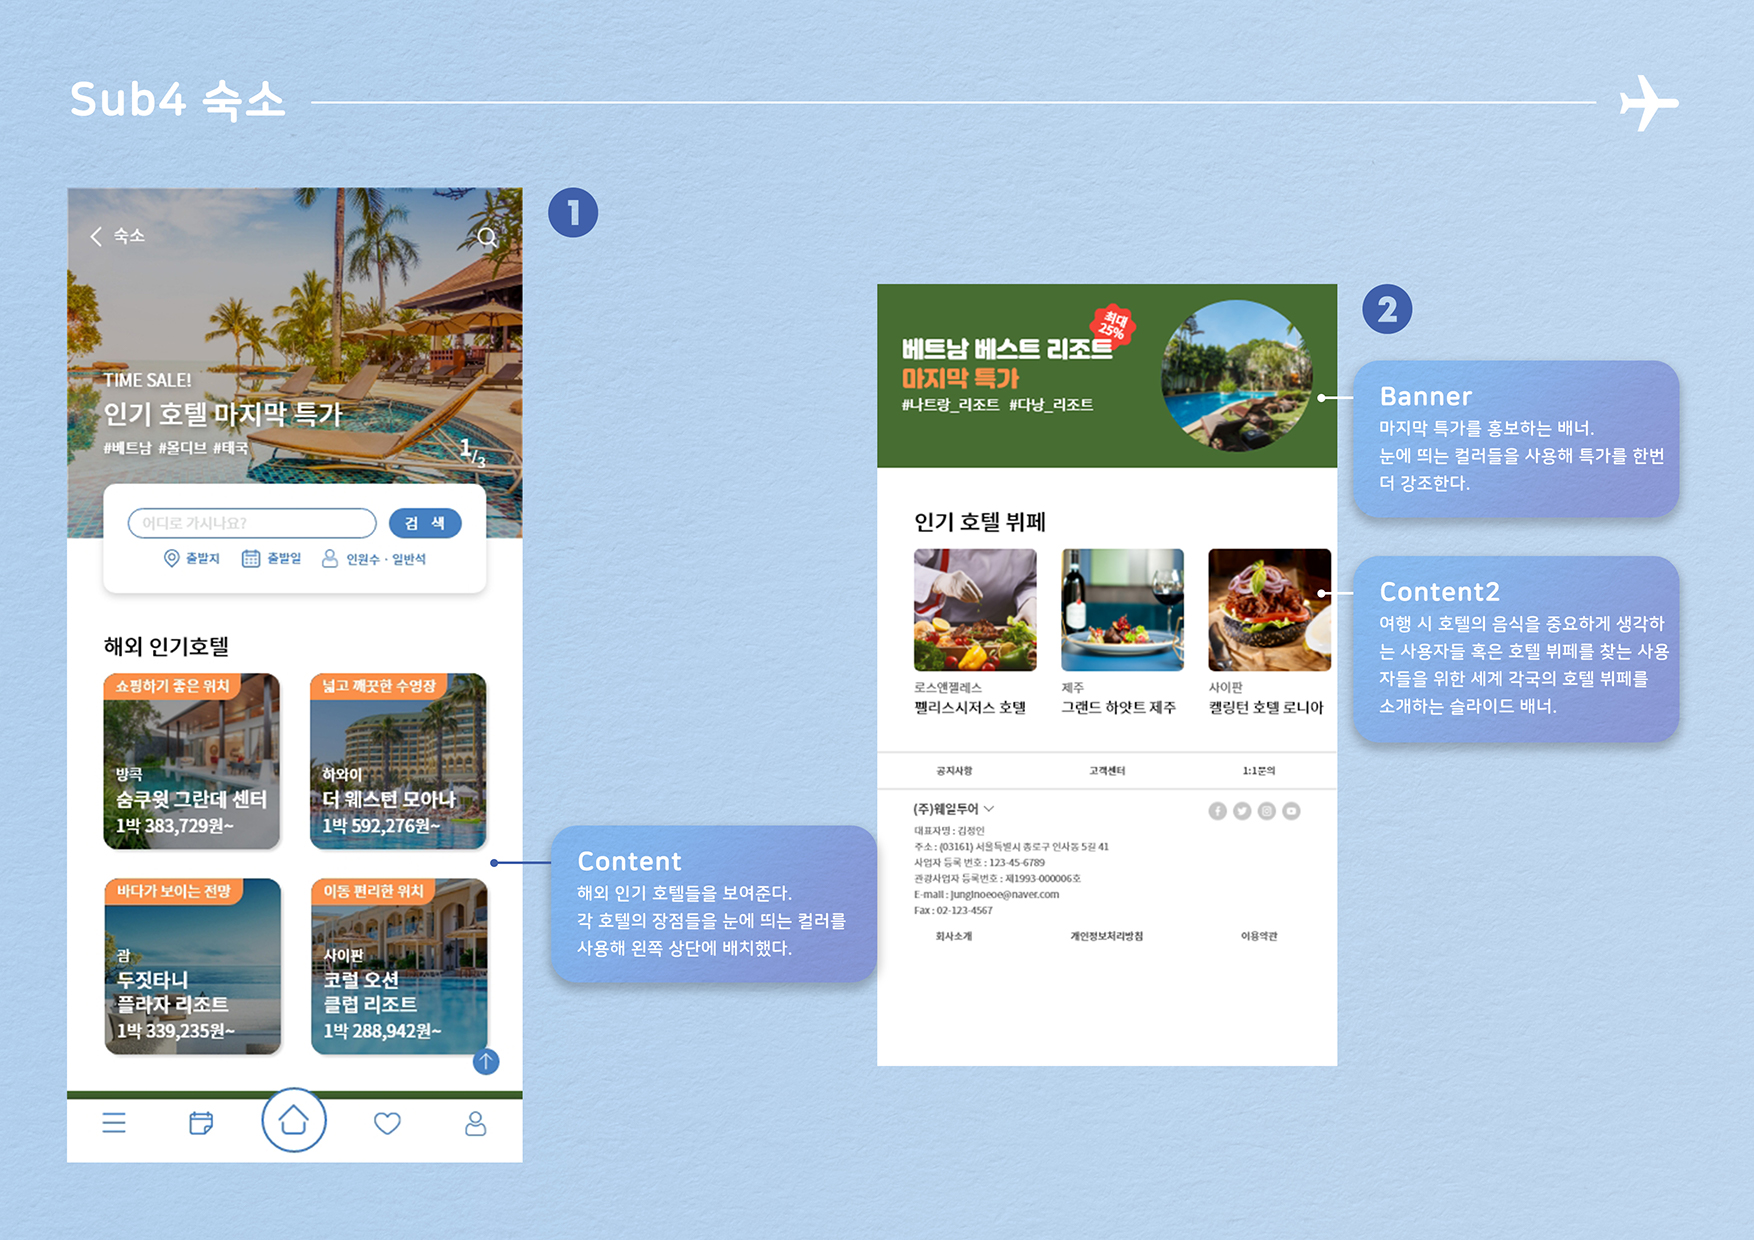 Sub4 숙소
1
숙소
TIME SALE!
인기 호텔 마지막 특가
#베트남 #몰디브 #태국
1/3
어디로 가시나요?
검 색
출발지
출발일
인원수 · 일반석
해외 인기호텔
쇼핑하기 좋은 위치
방콕
숨쿠윗 그란데 센터
1박 383,729원~
넓고 깨끗한 수영장
하와이
더 웨스턴 모아나
1박 592,276원~
바다가 보이는 전망
괌
두짓타니
플라자 리조트
1박 339,235원~
이동 편리한 위치
사이판
코럴 오션
클럽 리조트
1박 288,942원~
Content
해외 인기 호텔들을 보여준다.
각 호텔의 장점들을 눈에 띄는 컬러를
사용해 왼쪽 상단에 배치했다.
2
최대
25%
베트남 베스트 리조트
마지막 특가
#나트랑_리조트 #다낭_리조트
인기 호텔 뷔페
로스앤젤레스
펠리스시저스 호텔
제주
그랜드 하얏트 제주
사이판
켈링턴 호텔 로니아
공지사항
고객센터
1:1문의
(주)웨일투어
대표자명 : 김정인
주소 : (03161) 서울특별시 종로구 인사동 5길 41
사업자 등록 번호 : 123-45-6789
관광사업자 등록번호 : 제1993-000006호
E-mail : jungInoeoe@naver.com
Fax : 02-123-4567
회사소개
개인정보처리방침
이용약관
Banner
마지막 특가를 홍보하는 배너.
눈에 띄는 컬러들을 사용해 특가를 한번
더 강조한다.
Content2
여행 시 호텔의 음식을 중요하게 생각하
는 사용자들 혹은 호텔 뷔페를 찾는 사용
자들을 위한 세계 각국의 호텔 뷔페를
소개하는 슬라이드 배너.